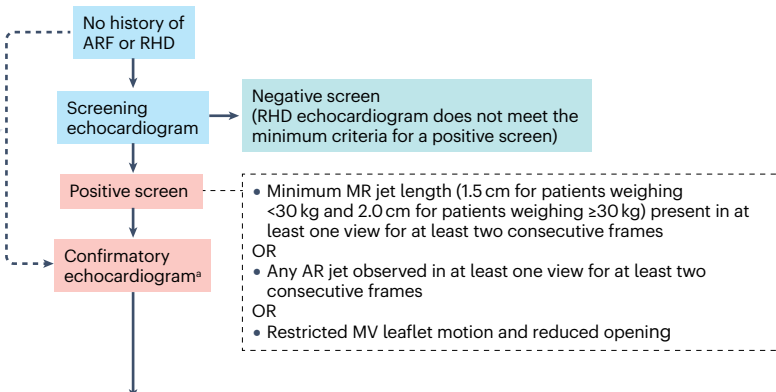 No history of
ARF or RHD
Screening
echocardiogram
Negative screen
(RHD echocardiogram does not meet the
minimum criteria for a positive screen)
Positive screen
• Minimum MR jet length (1.5 cm for patients weighing
<30 kg and 2.0 cm for patients weighing ≥30 kg) present in at
least one view for at least two consecutive frames
OR
• Any AR jet observed in at least one view for at least two
consecutive frames
OR
• Restricted MV leaflet motion and reduced opening
Confirmatory
echocardiogramᵃ